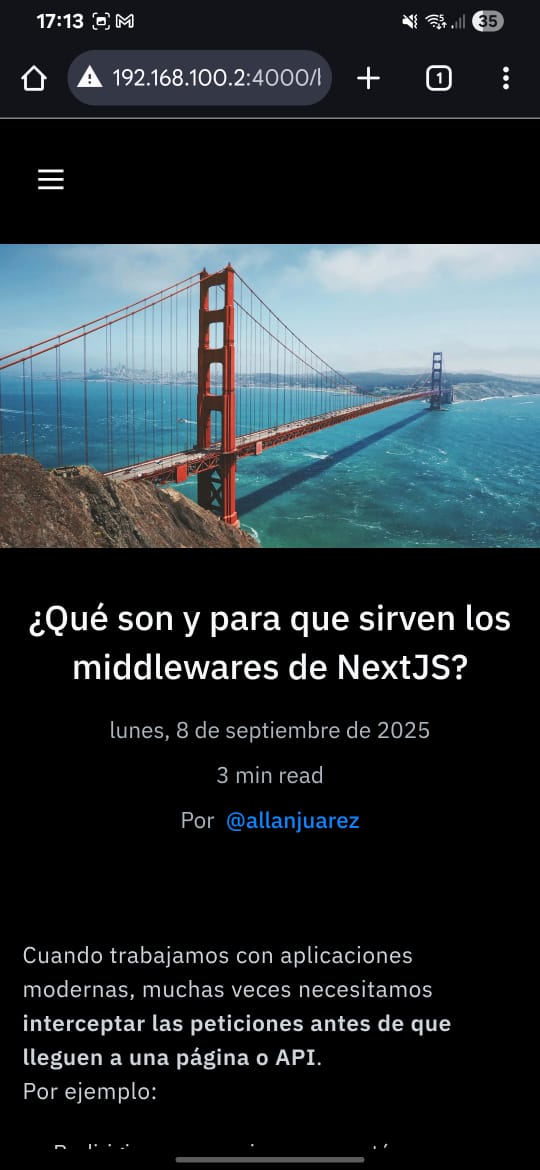 17:13
35
192.168.100.2:4000/
1
¿Qué son y para que sirven los
middlewares de NextJS?
lunes, 8 de septiembre de 2025
3 min read
Por @allanjuarez
Cuando trabajamos con aplicaciones
modernas, muchas veces necesitamos
interceptar las peticiones antes de que
lleguen a una página o API.
Por ejemplo: